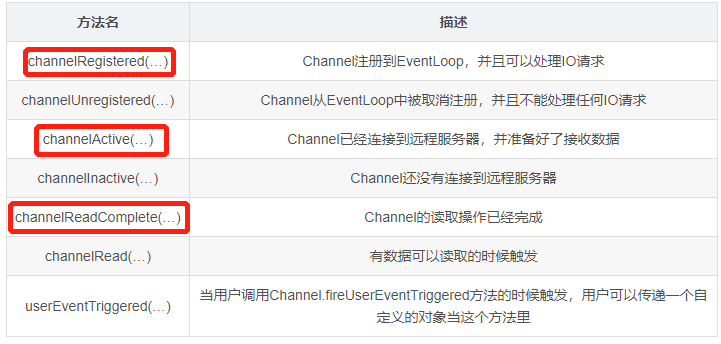 方法名 描述
channelRegistered(…) Channel注册到EventLoop，并且可以处理IO请求
channelUnregistered(…) Channel从EventLoop中被取消注册，并且不能处理任何IO请求
channelActive(…) Channel已经连接到远程服务器，并准备好了接收数据
channelInactive(…) Channel还没有连接到远程服务器
channelReadComplete(…) Channel的读取操作已经完成
channelRead(…) 有数据可以读取的时候触发
userEventTriggered(…) 当用户调用Channel.fireUserEventTriggered方法的时候触发，用户可以传递一个自
定义的对象当这个方法里